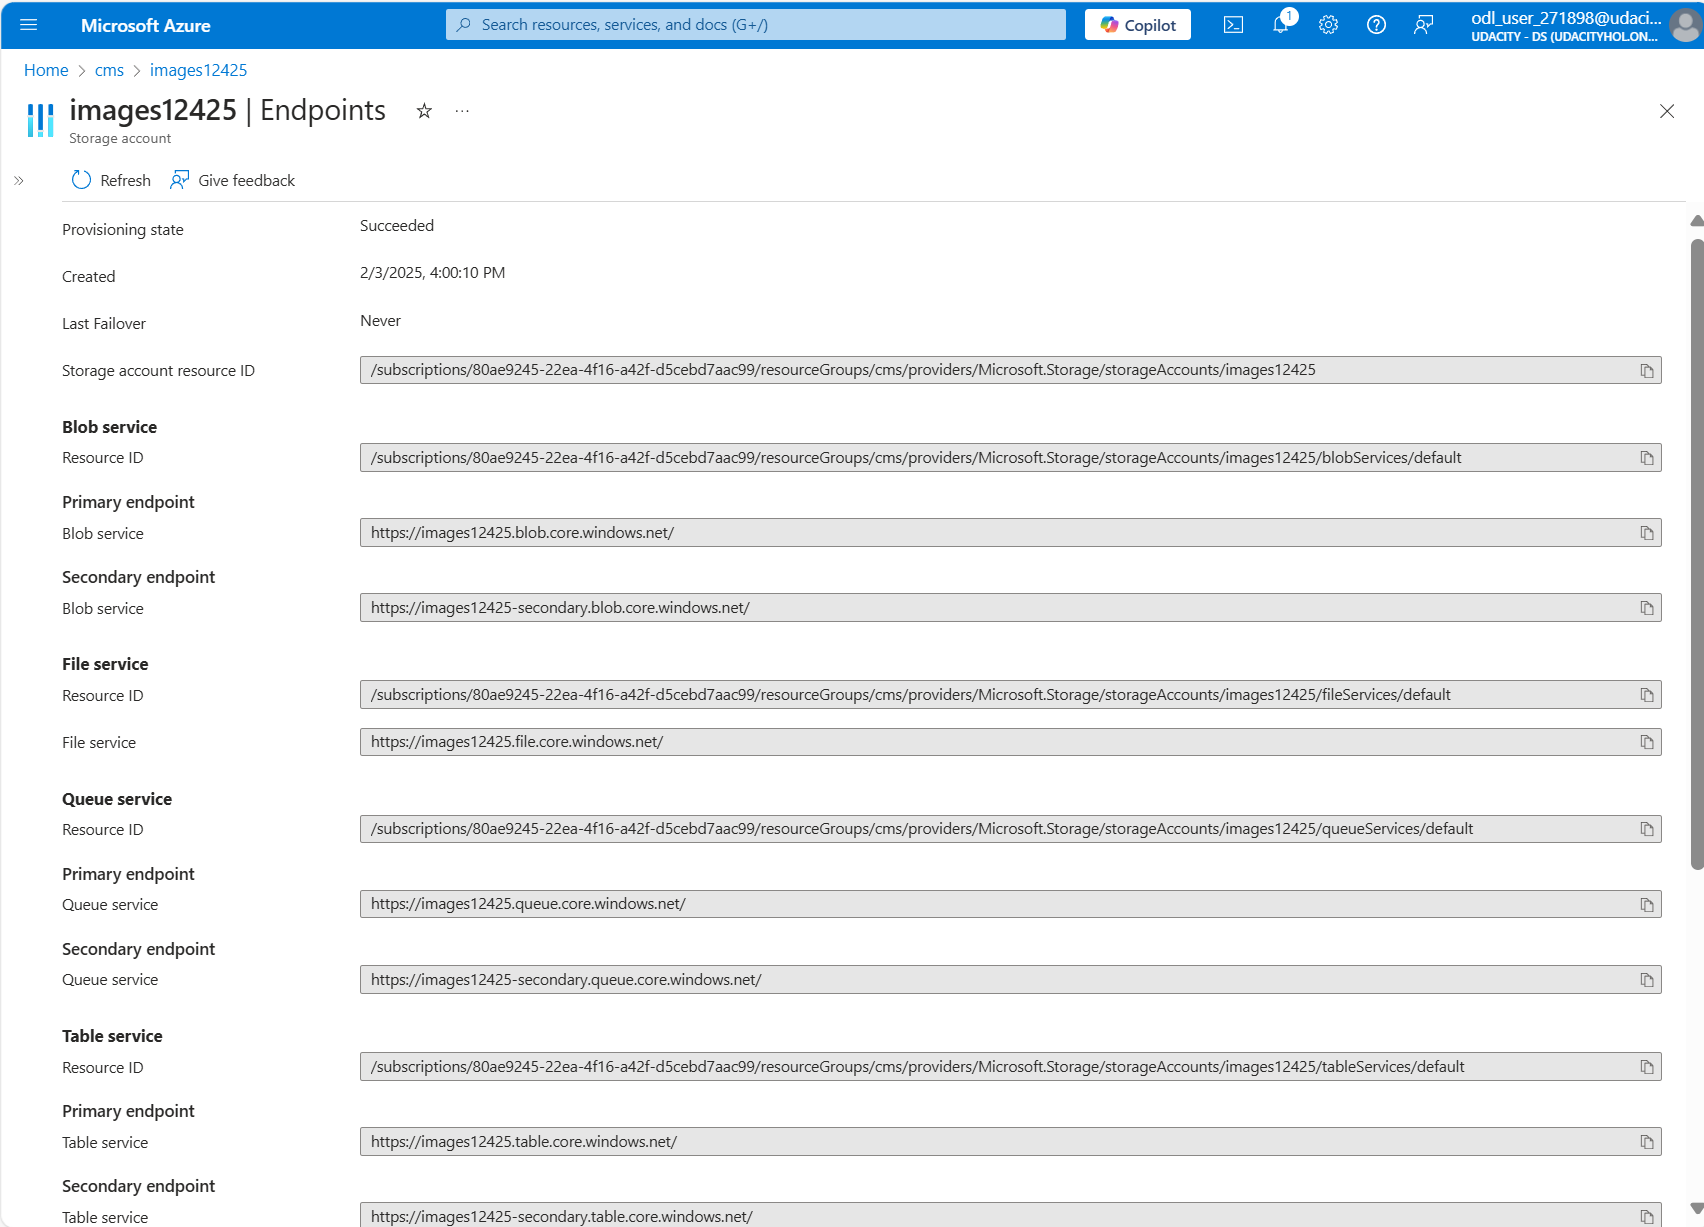 Microsoft Azure
Search resources, services, and docs (G+/)
Copilot
1
odl_user_271898@udaci...
UDACITY - DS (UDACITYHOL.ON...
Home > cms > images12425
images12425 | Endpoints
Storage account
Refresh
Give feedback
Provisioning state
Succeeded
Created
2/3/2025, 4:00:10 PM
Last Failover
Never
Storage account resource ID
/subscriptions/80ae9245-22ea-4f16-a42f-d5cebd7aac99/resourceGroups/cms/providers/Microsoft.Storage/storageAccounts/images12425
Blob service
Resource ID
/subscriptions/80ae9245-22ea-4f16-a42f-d5cebd7aac99/resourceGroups/cms/providers/Microsoft.Storage/storageAccounts/images12425/blobServices/default
Primary endpoint
Blob service
https://images12425.blob.core.windows.net/
Secondary endpoint
Blob service
https://images12425-secondary.blob.core.windows.net/
File service
Resource ID
/subscriptions/80ae9245-22ea-4f16-a42f-d5cebd7aac99/resourceGroups/cms/providers/Microsoft.Storage/storageAccounts/images12425/fileServices/default
File service
https://images12425.file.core.windows.net/
Queue service
Resource ID
/subscriptions/80ae9245-22ea-4f16-a42f-d5cebd7aac99/resourceGroups/cms/providers/Microsoft.Storage/storageAccounts/images12425/queueServices/default
Primary endpoint
Queue service
https://images12425.queue.core.windows.net/
Secondary endpoint
Queue service
https://images12425-secondary.queue.core.windows.net/
Table service
Resource ID
/subscriptions/80ae9245-22ea-4f16-a42f-d5cebd7aac99/resourceGroups/cms/providers/Microsoft.Storage/storageAccounts/images12425/tableServices/default
Primary endpoint
Table service
https://images12425.table.core.windows.net/
Secondary endpoint
Table service
https://images12425-secondary.table.core.windows.net/